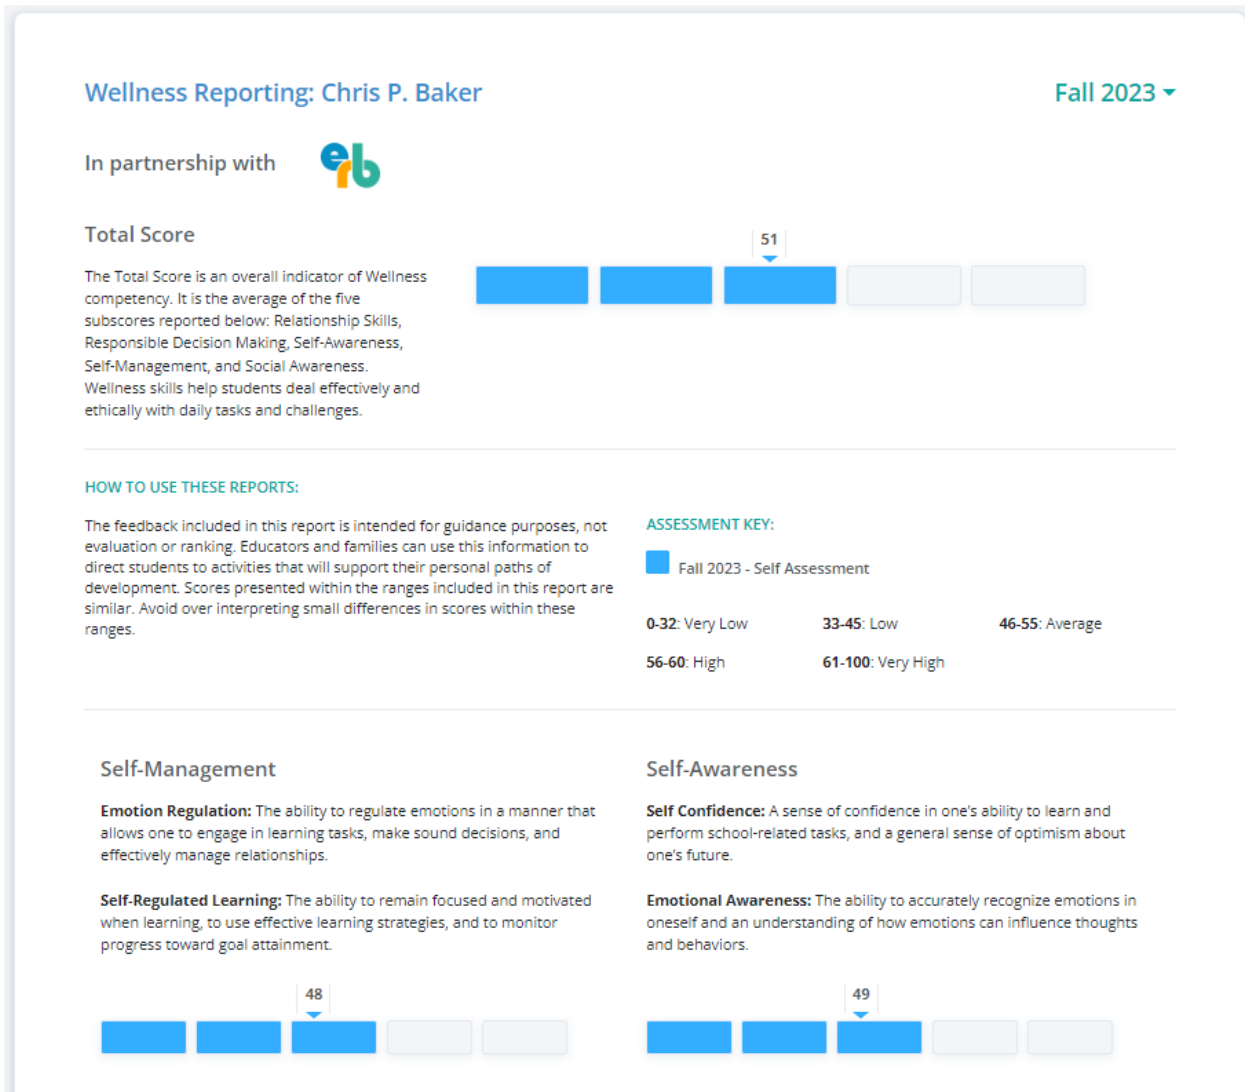 Wellness Reporting: Chris P. Baker
Fall 2023
In partnership with
erb
Total Score
The Total Score is an overall indicator of Wellness
competency. It is the average of the five
subscores reported below: Relationship Skills,
Responsible Decision Making, Self-Awareness,
Self-Management, and Social Awareness.
Wellness skills help students deal effectively and
ethically with daily tasks and challenges.
51
HOW TO USE THESE REPORTS:
The feedback included in this report is intended for guidance purposes, not
evaluation or ranking. Educators and families can use this information to
direct students to activities that will support their personal paths of
development. Scores presented within the ranges included in this report are
similar. Avoid over interpreting small differences in scores within these
ranges.
ASSESSMENT KEY:
Fall 2023 - Self Assessment
0-32: Very Low 33-45: Low 46-55: Average
56-60: High 61-100: Very High
Self-Management
Emotion Regulation: The ability to regulate emotions in a manner that
allows one to engage in learning tasks, make sound decisions, and
effectively manage relationships.
Self-Regulated Learning: The ability to remain focused and motivated
when learning, to use effective learning strategies, and to monitor
progress toward goal attainment.
48
Self-Awareness
Self Confidence: A sense of confidence in one's ability to learn and
perform school-related tasks, and a general sense of optimism about
one's future.
Emotional Awareness: The ability to accurately recognize emotions in
oneself and an understanding of how emotions can influence thoughts
and behaviors.
49